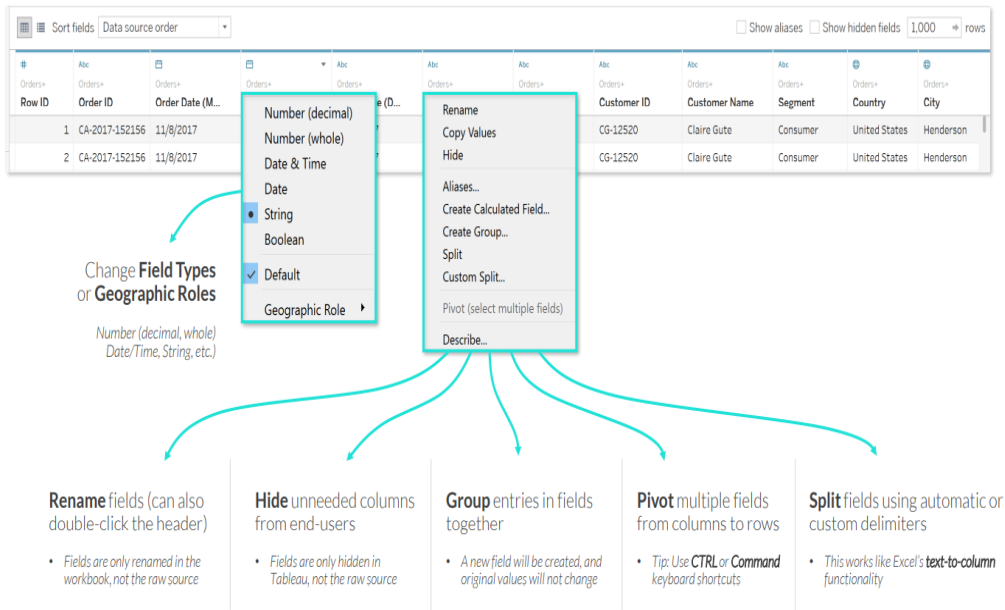 Sort fields Data source order Show aliases Show hidden fields 1,000 rows
# Abc Abc Abc Abc Abc Abc Abc
Orders+ Orders+ Orders+ Orders+ Orders+ Orders+ Orders+ Orders+ Orders+ Orders+ Orders+ Orders+
Row ID Order ID Order Date (M... e (D... Customer ID Customer Name Segment Country City
1 CA-2017-152156 11/8/2017 CG-12520 Claire Gute Consumer United States Henderson
2 CA-2017-152156 11/8/2017 CG-12520 Claire Gute Consumer United States Henderson
Number (decimal)
Number (whole)
Date & Time
Date
String
Boolean
Default
Geographic Role
Rename
Copy Values
Hide
Aliases...
Create Calculated Field...
Create Group...
Split
Custom Split...
Pivot (select multiple fields)
Describe...
Change Field Types
or Geographic Roles
Number (decimal, whole)
Date/Time, String, etc.)
Rename fields (can also
double-click the header)
• Fields are only renamed in the
workbook, not the raw source
Hide unneeded columns
from end-users
• Fields are only hidden in
Tableau, not the raw source
Group entries in fields
together
• A new field will be created, and
original values will not change
Pivot multiple fields
from columns to rows
• Tip: Use CTRL or Command
keyboard shortcuts
Split fields using automatic or
custom delimiters
• This works like Excel's text-to-column
functionality